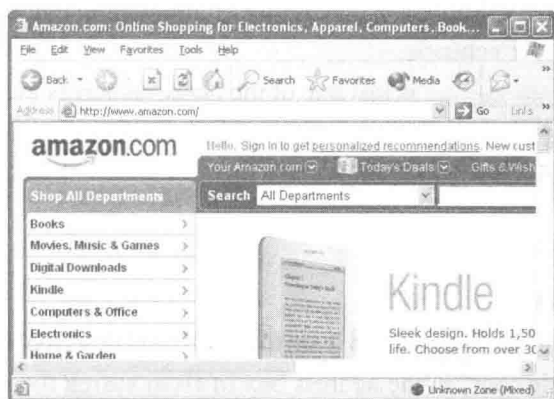 Amazon.com: Online Shopping for Electronics, Apparel, Computers, Book...
File Edit View Favorites Tools Help
Back Search Favorites Media
Address http://www.amazon.com/ Go Links
amazon.com
Hello. Sign in to get personalized recommendations. New cust
Your Amazon.com Today's Deals Gifts & Wish
Shop All Departments
Search All Departments
Books
Movies, Music & Games
Digital Downloads
Kindle
Computers & Office
Electronics
Home & Garden
Kindle
Sleek design. Holds 1,50
life. Choose from over 30
Unknown Zone (Mixed)